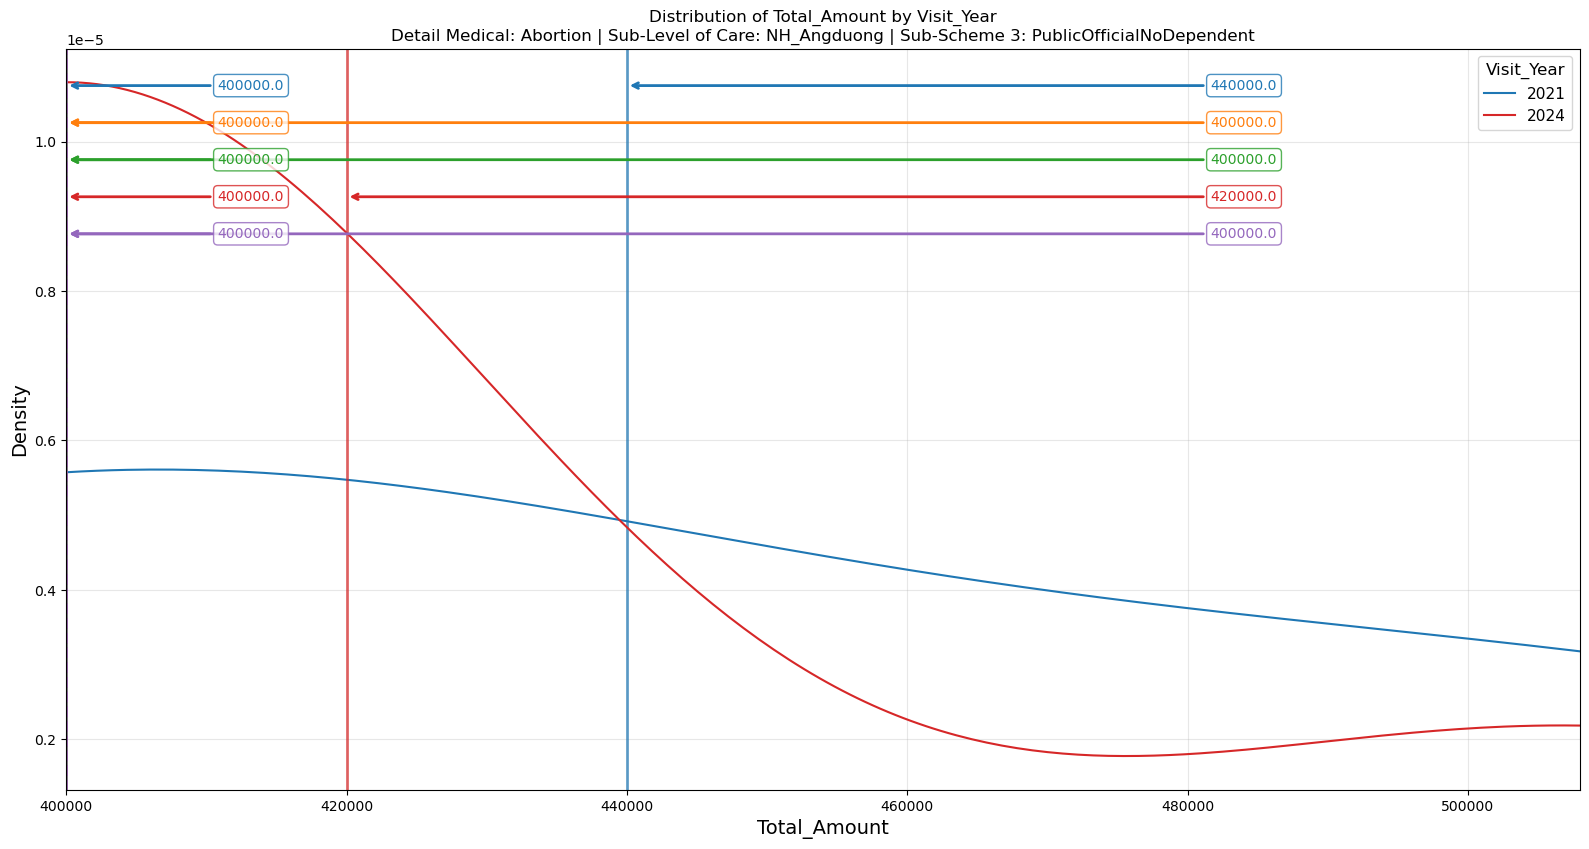 Distribution of Total_Amount by Visit_Year
Detail Medical: Abortion | Sub-Level of Care: NH_Angduong | Sub-Scheme 3: PublicOfficialNoDependent
1e−5
Visit_Year
2021
2024
400000.0 440000.0
400000.0 400000.0
400000.0 400000.0
400000.0 420000.0
400000.0 400000.0
1.0
0.8
0.6
0.4
0.2
Density
400000 420000 440000 460000 480000 500000
Total_Amount